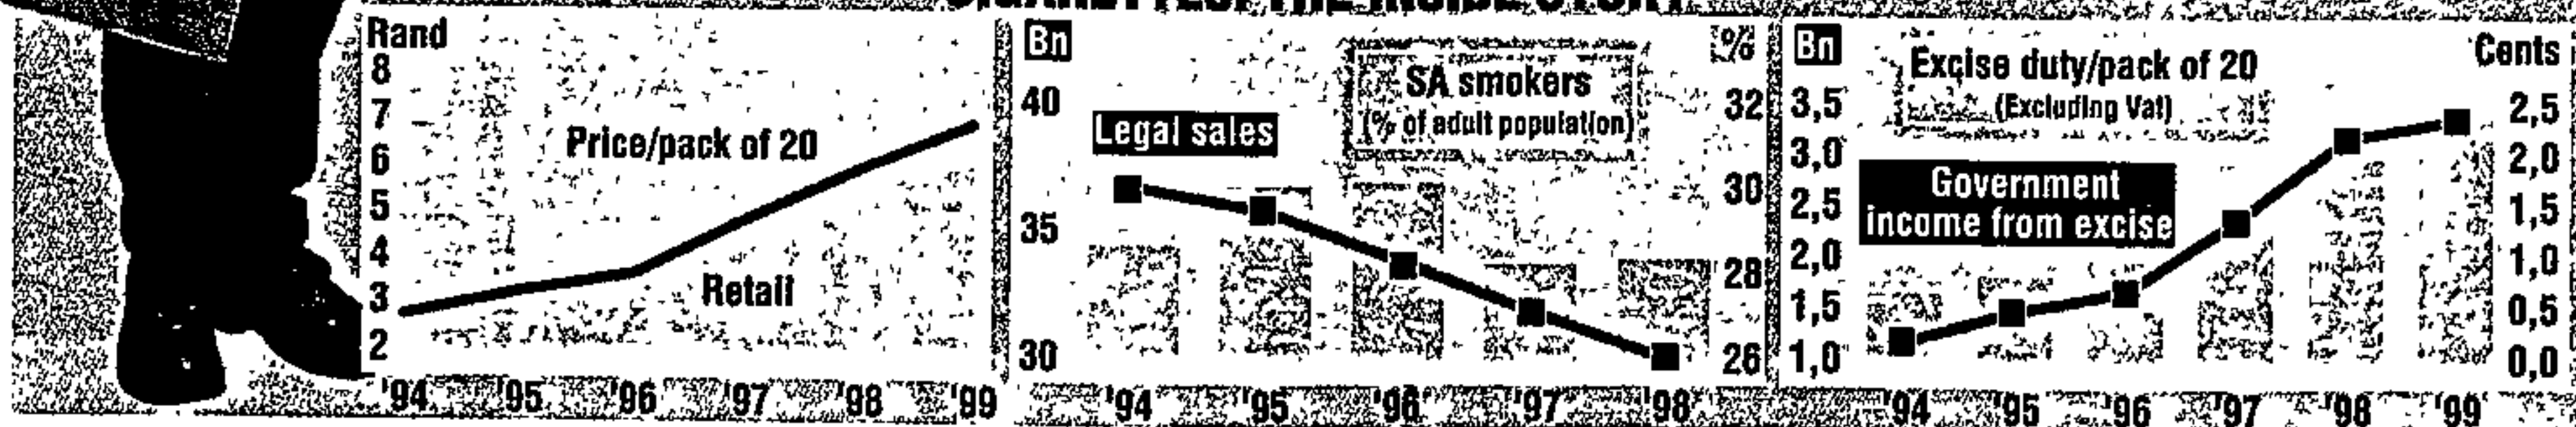 Rand
8
7
6
5
4
3
2
Price/pack of 20
Retail
'94 '95 '96 '97 '98 '99
Bn
40
35
30
Legal sales
SA smokers
(% of adult population)
%
32
30
28
26
'94 '95 '96 '97 '98
Bn
3,5
3,0
2,5
2,0
1,5
1,0
Excise duty/pack of 20
(Excluding Vat)
Government
income from excise
Cents
2,5
2,0
1,5
1,0
0,5
0,0
'94 '95 '96 '97 '98 '99